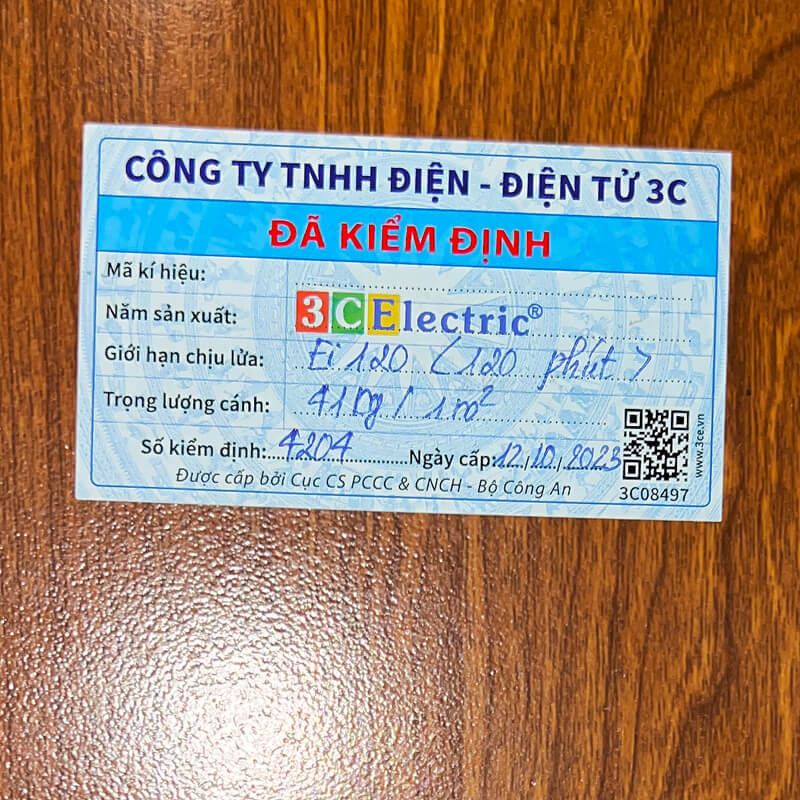 CÔNG TY TNHH ĐIỆN - ĐIỆN TỬ 3C
ĐÃ KIỂM ĐỊNH
Mã kí hiệu:
Năm sản xuất: 3CElectric®
Giới hạn chịu lửa: Ei 120 (120 phút)
Trọng lượng cánh: 41kg / 1m²
Số kiểm định: 4204 Ngày cấp: 12/10/2023
Được cấp bởi Cục CS PCCC & CNCH - Bộ Công An
3C08497
www.3ce.vn